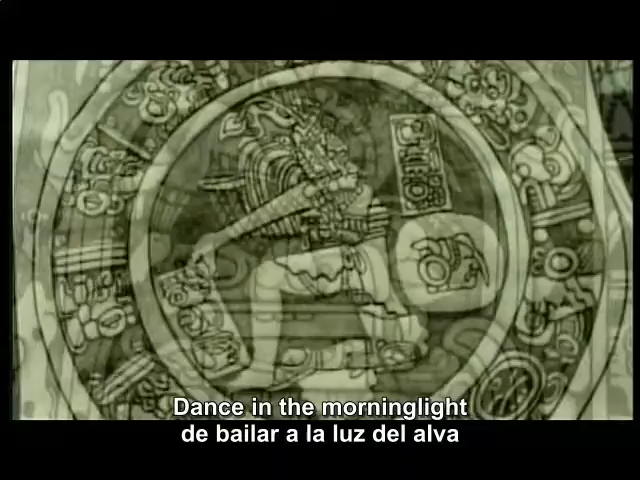 Dance in the morninglight
de bailar a la luz del alva